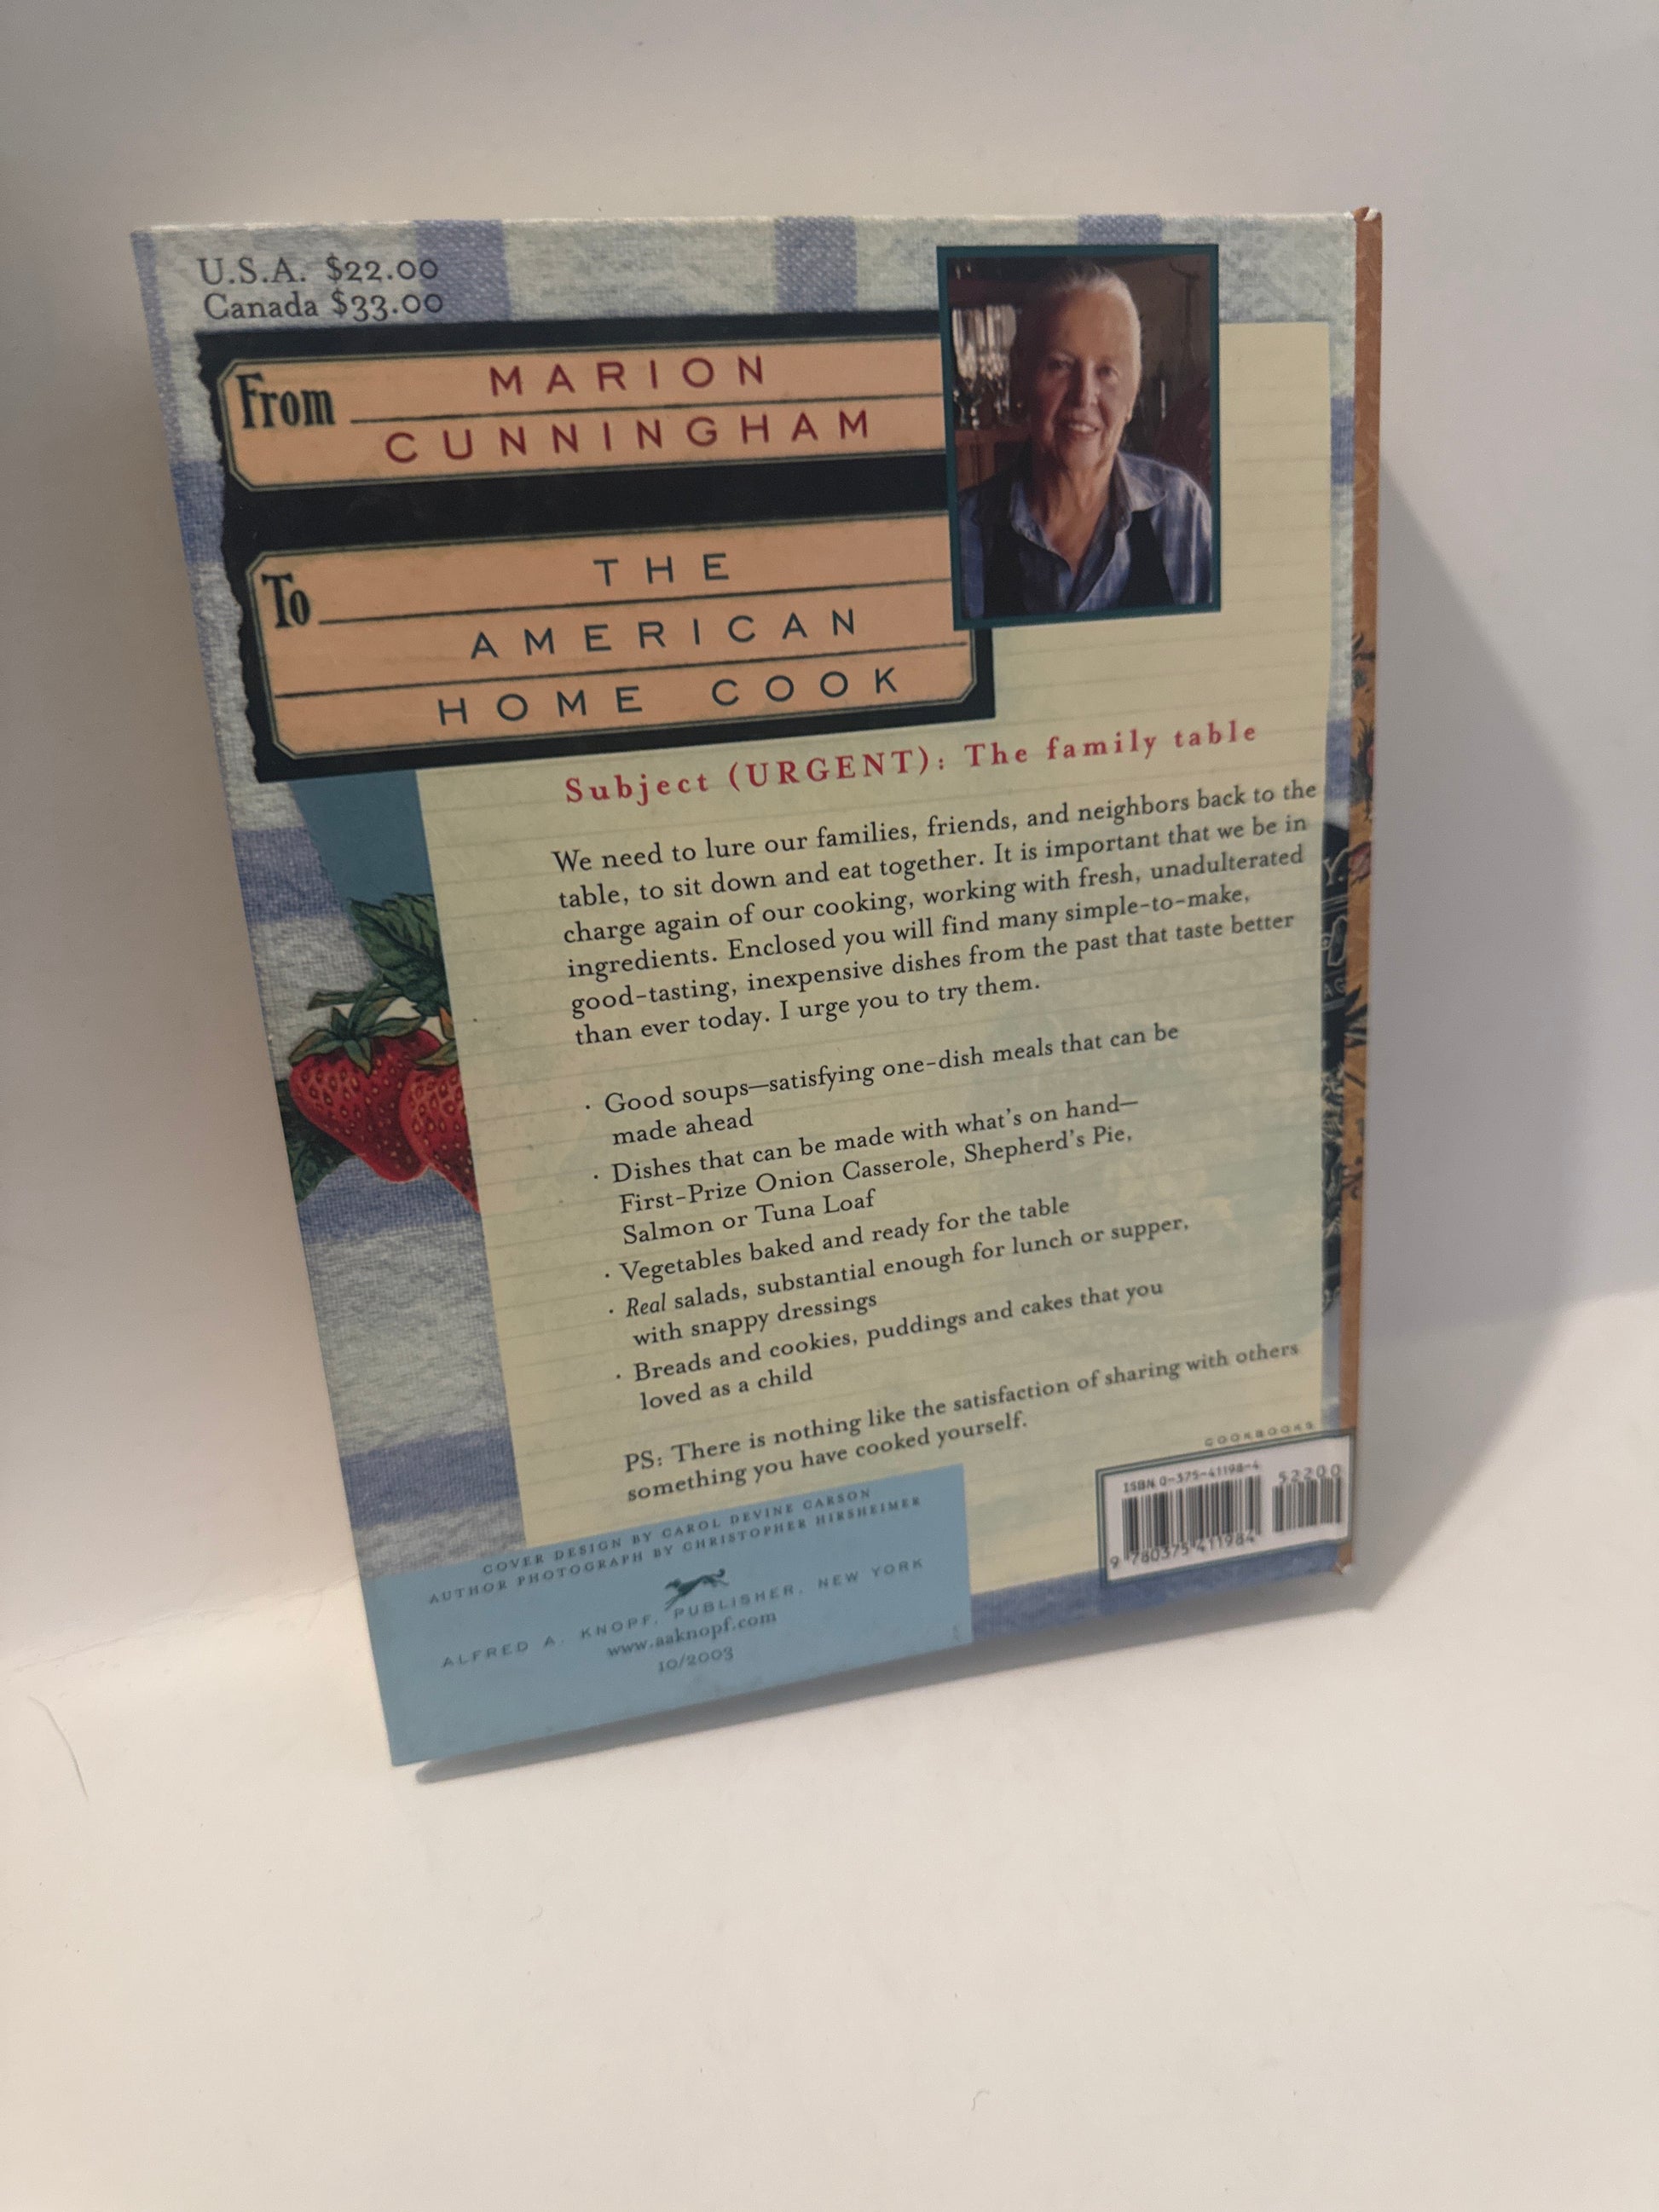 U.S.A. $22.00
Canada $33.00
From MARION
CUNNINGHAM
To THE
AMERICAN
HOME COOK
Subject (URGENT): The family table
We need to lure our families, friends, and neighbors back to the
table, to sit down and eat together. It is important that we be in
charge again of our cooking, working with fresh, unadulterated
ingredients. Enclosed you will find many simple-to-make,
good-tasting, inexpensive dishes from the past that taste better
than ever today. I urge you to try them.
· Good soups—satisfying one-dish meals that can be
made ahead
· Dishes that can be made with what's on hand—
First-Prize Onion Casserole, Shepherd's Pie,
Salmon or Tuna Loaf
· Vegetables baked and ready for the table
· Real salads, substantial enough for lunch or supper,
with snappy dressings
· Breads and cookies, puddings and cakes that you
loved as a child
PS: There is nothing like the satisfaction of sharing with others
something you have cooked yourself.
COOKBOOKS
ISBN 0-375-41198-4
52200
9 780375 411984
COVER DESIGN BY CAROL DEVINE CARSON
AUTHOR PHOTOGRAPH BY CHRISTOPHER HIRSHEIMER
ALFRED A. KNOPF, PUBLISHER, NEW YORK
www.aaknopf.com
10/2003